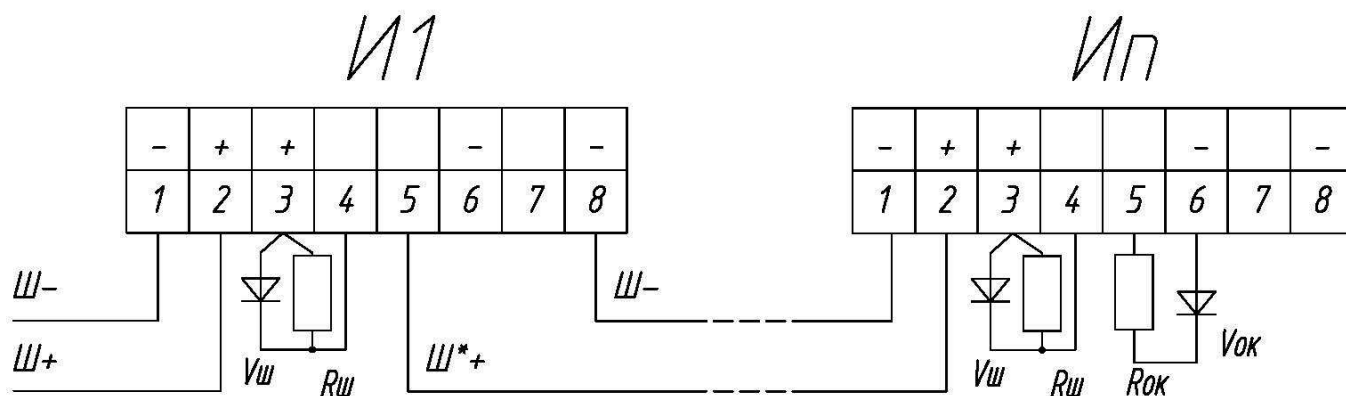 И1 Ип
- + + - - - + + - -
1 2 3 4 5 6 7 8 1 2 3 4 5 6 7 8
Ш- Ш-
Ш+ Vш Rш Ш*+ Vш Rш Rок Vок